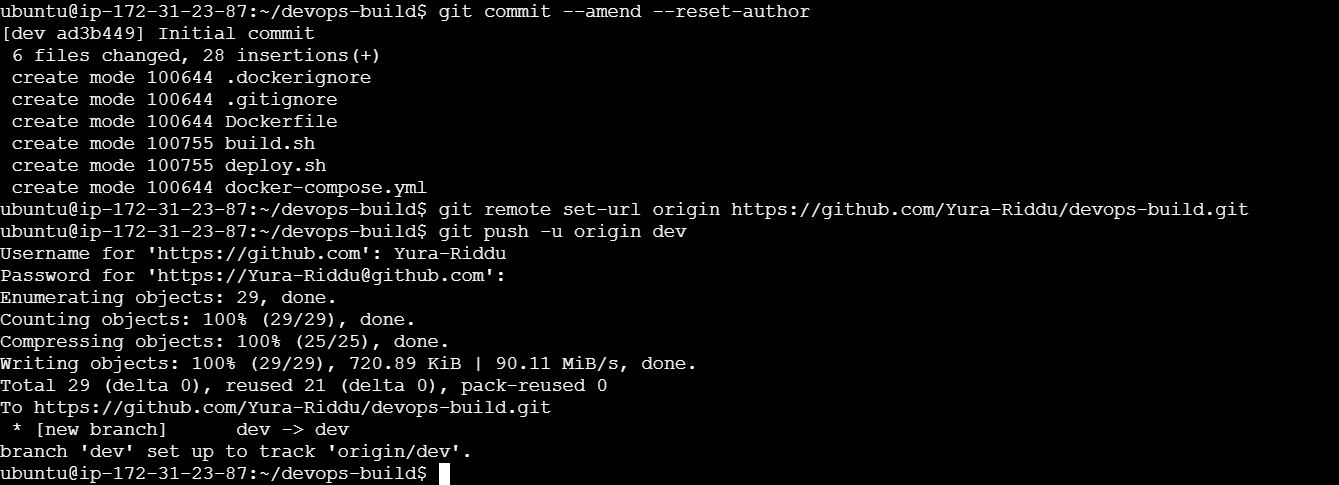 ubuntu@ip-172-31-23-87:~/devops-build$ git commit --amend --reset-author
[dev ad3b449] Initial commit
 6 files changed, 28 insertions(+)
 create mode 100644 .dockerignore
 create mode 100644 .gitignore
 create mode 100644 Dockerfile
 create mode 100755 build.sh
 create mode 100755 deploy.sh
 create mode 100644 docker-compose.yml
ubuntu@ip-172-31-23-87:~/devops-build$ git remote set-url origin https://github.com/Yura-Riddu/devops-build.git
ubuntu@ip-172-31-23-87:~/devops-build$ git push -u origin dev
Username for 'https://github.com': Yura-Riddu
Password for 'https://Yura-Riddu@github.com':
Enumerating objects: 29, done.
Counting objects: 100% (29/29), done.
Compressing objects: 100% (25/25), done.
Writing objects: 100% (29/29), 720.89 KiB | 90.11 MiB/s, done.
Total 29 (delta 0), reused 21 (delta 0), pack-reused 0
To https://github.com/Yura-Riddu/devops-build.git
 * [new branch]      dev -> dev
branch 'dev' set up to track 'origin/dev'.
ubuntu@ip-172-31-23-87:~/devops-build$